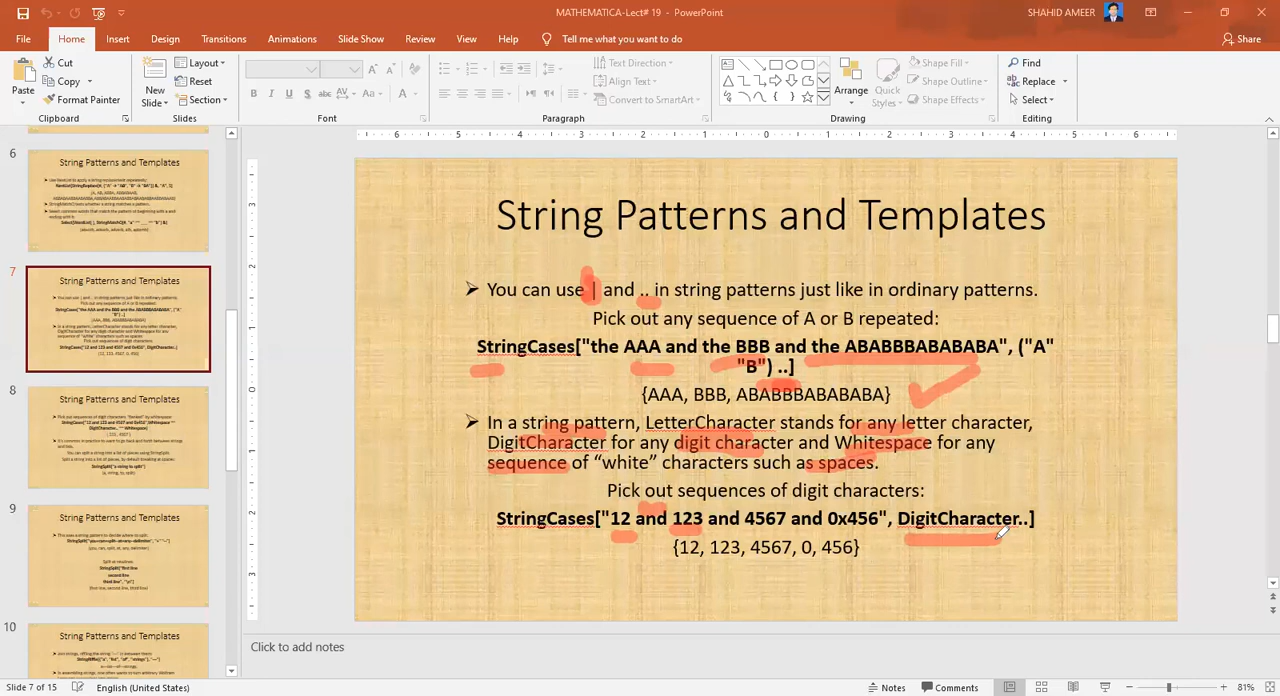 MATHEMATICA-Lect# 19 - PowerPoint
SHAHID AMEER
File Home Insert Design Transitions Animations Slide Show Review View Help Tell me what you want to do Share
Paste Cut Copy Format Painter
New Slide Layout Reset Section
B I U S abc AV Aa A
Text Direction Align Text Convert to SmartArt
Arrange Quick Styles Shape Fill Shape Outline Shape Effects
Find Replace Select
Clipboard Slides Font Paragraph Drawing Editing
6
String Patterns and Templates
7
String Patterns and Templates
8
String Patterns and Templates
9
String Patterns and Templates
10
String Patterns and Templates
String Patterns and Templates
You can use | and .. in string patterns just like in ordinary patterns.
Pick out any sequence of A or B repeated:
StringCases["the AAA and the BBB and the ABABBBABABABA", ("A"
"B") ..]
{AAA, BBB, ABABBBABABABA}
In a string pattern, LetterCharacter stands for any letter character,
DigitCharacter for any digit character and Whitespace for any
sequence of “white” characters such as spaces.
Pick out sequences of digit characters:
StringCases["12 and 123 and 4567 and 0x456", DigitCharacter..]
{12, 123, 4567, 0, 456}
Click to add notes
Slide 7 of 15 English (United States) Notes Comments 81%